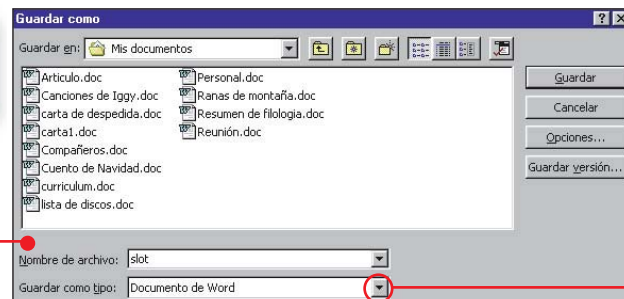 Guardar como
Guardar en: Mis documentos
Articulo.doc
Canciones de Iggy.doc
carta de despedida.doc
carta1.doc
Compañeros.doc
Cuento de Navidad.doc
curriculum.doc
lista de discos.doc
Personal.doc
Ranas de montaña.doc
Resumen de filologia.doc
Reunión.doc
Guardar
Cancelar
Opciones...
Guardar versión...
Nombre de archivo: slot
Guardar como tipo: Documento de Word